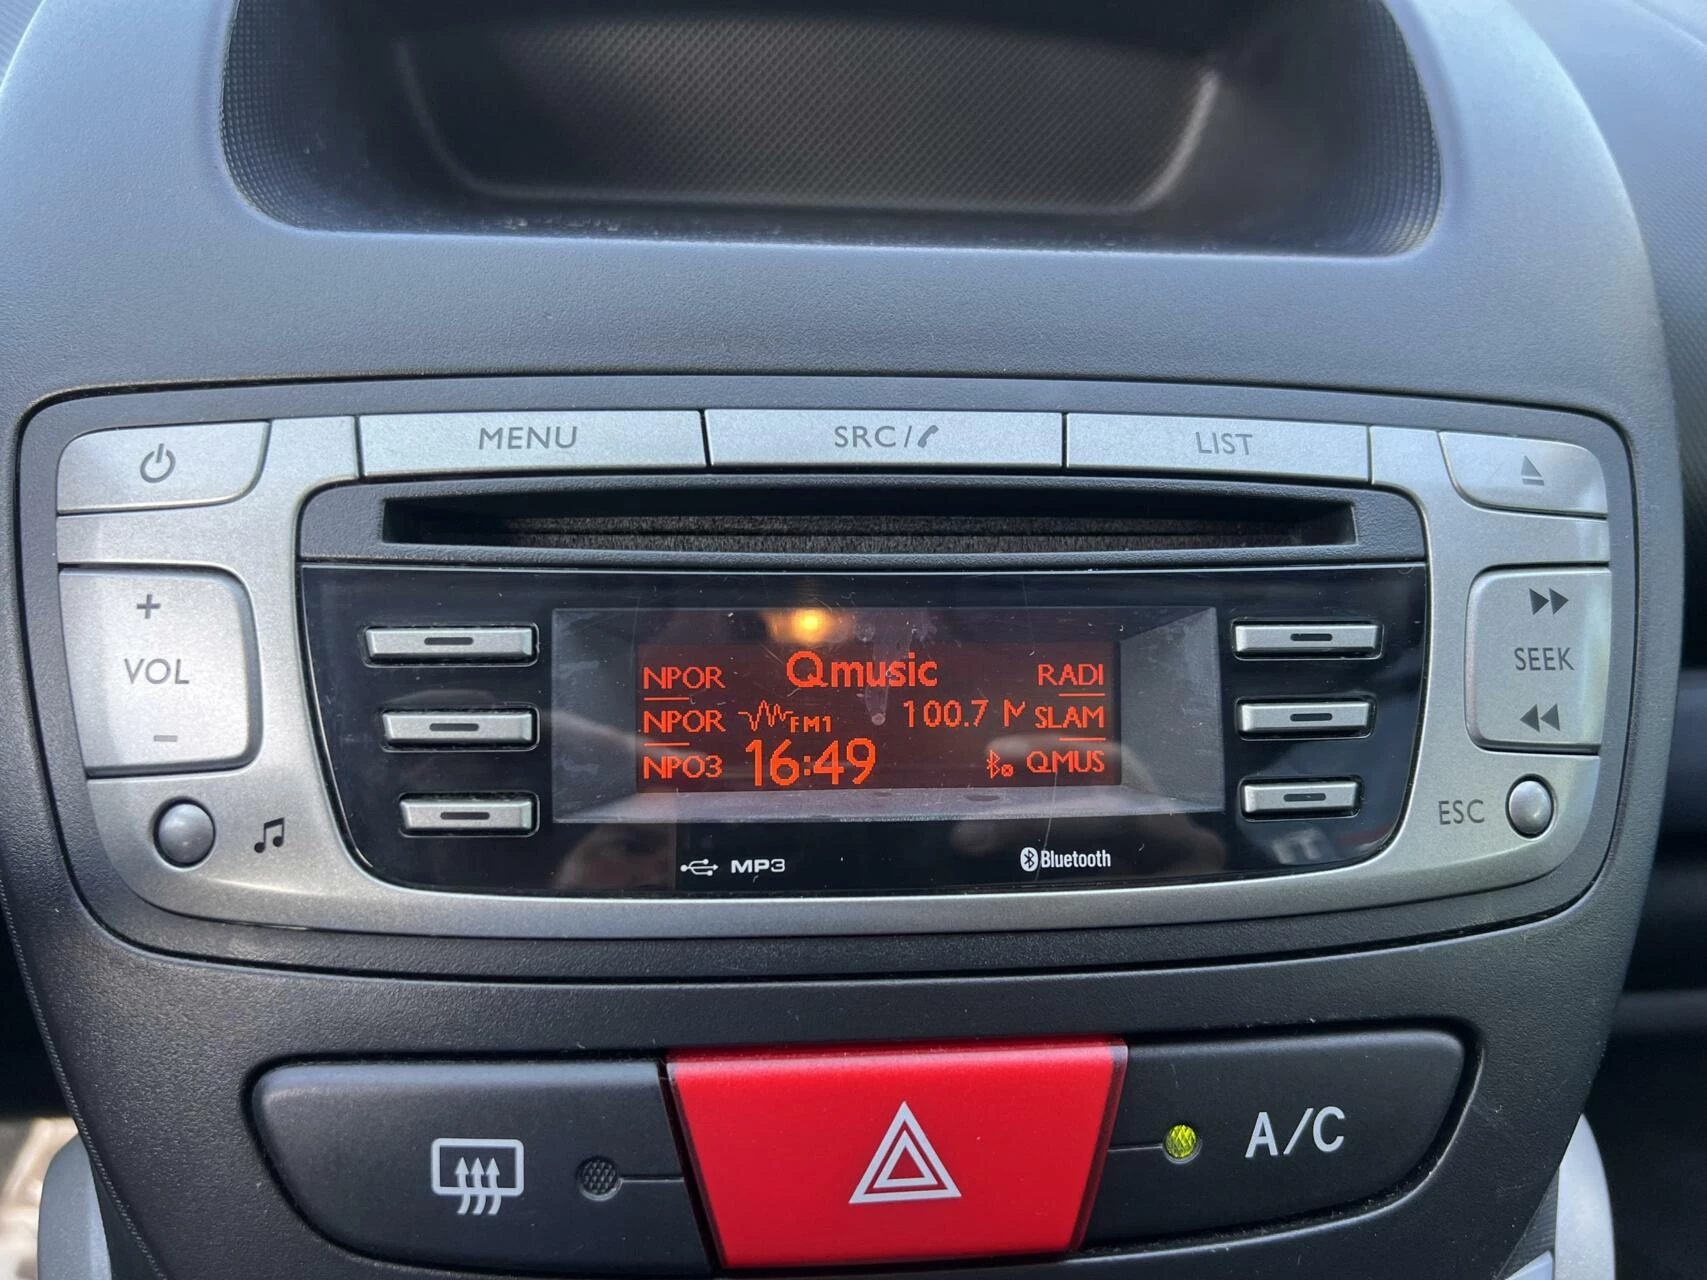 MENU
SRC/
LIST
+
VOL
-
SEEK
ESC
NPOR
Qmusic
RADI
NPOR
FM1
100.7 M
SLAM
NPO3
16:49
QMUS
MP3
Bluetooth
A/C